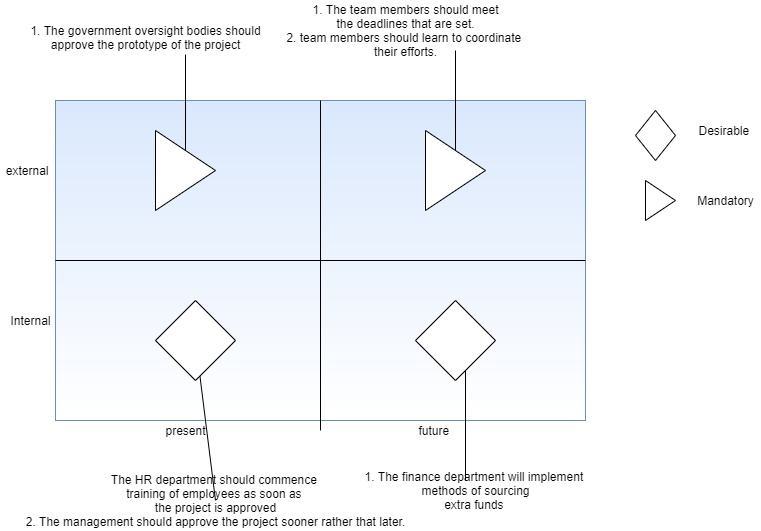 1. The government oversight bodies should
approve the prototype of the project
1. The team members should meet
the deadlines that are set.
2. team members should learn to coordinate
their efforts.
Desirable
Mandatory
external
Internal
present
future
The HR department should commence
training of employees as soon as
the project is approved
2. The management should approve the project sooner rather that later.
1. The finance department will implement
methods of sourcing
extra funds